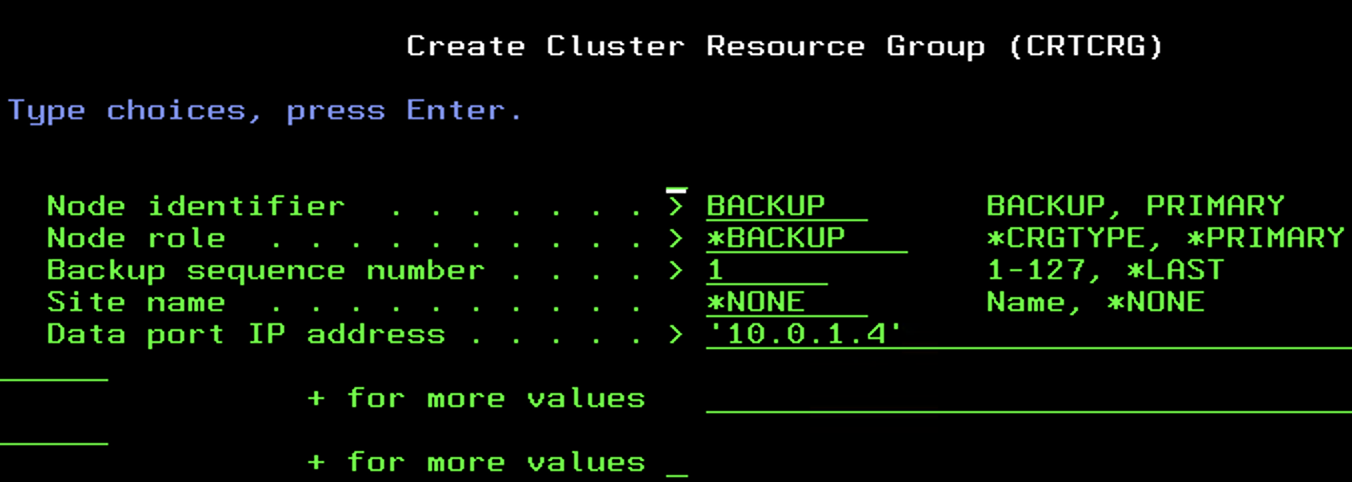 Create Cluster Resource Group (CRTCRG)
Type choices, press Enter.
Node identifier . . . . . . . > BACKUP BACKUP, PRIMARY
Node role . . . . . . . . . . > *BACKUP *CRGTYPE, *PRIMARY
Backup sequence number . . . . > 1 1-127, *LAST
Site name . . . . . . . . . . *NONE Name, *NONE
Data port IP address . . . . . > '10.0.1.4'
+ for more values
+ for more values _